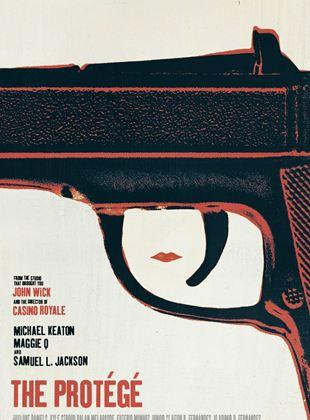 FROM THE STUDIO
THAT BROUGHT YOU
JOHN WICK
AND THE DIRECTOR OF
CASINO ROYALE
MICHAEL KEATON
MAGGIE Q
AND
SAMUEL L. JACKSON
THE PROTÉGÉ